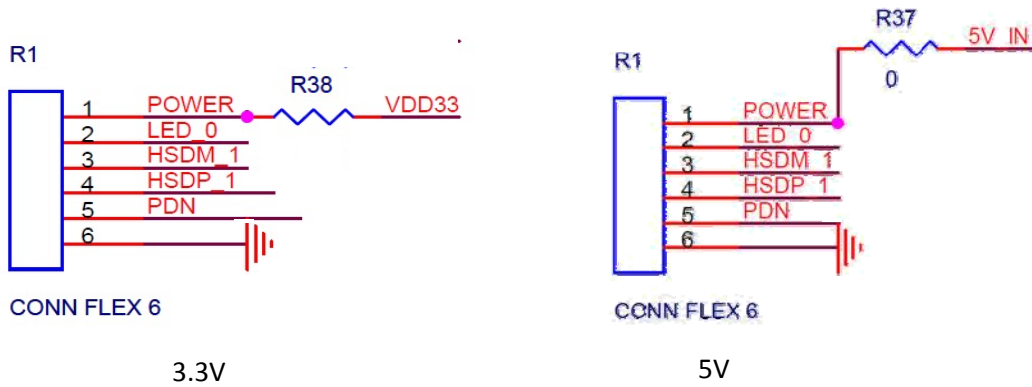 R1
R38
1 POWER VDD33
2 LED_0
3 HSDM_1
4 HSDP_1
5 PDN
6
CONN FLEX 6
3.3V
R37
5V_IN
0
R1
1 POWER
2 LED_0
3 HSDM_1
4 HSDP_1
5 PDN
6
CONN FLEX 6
5V